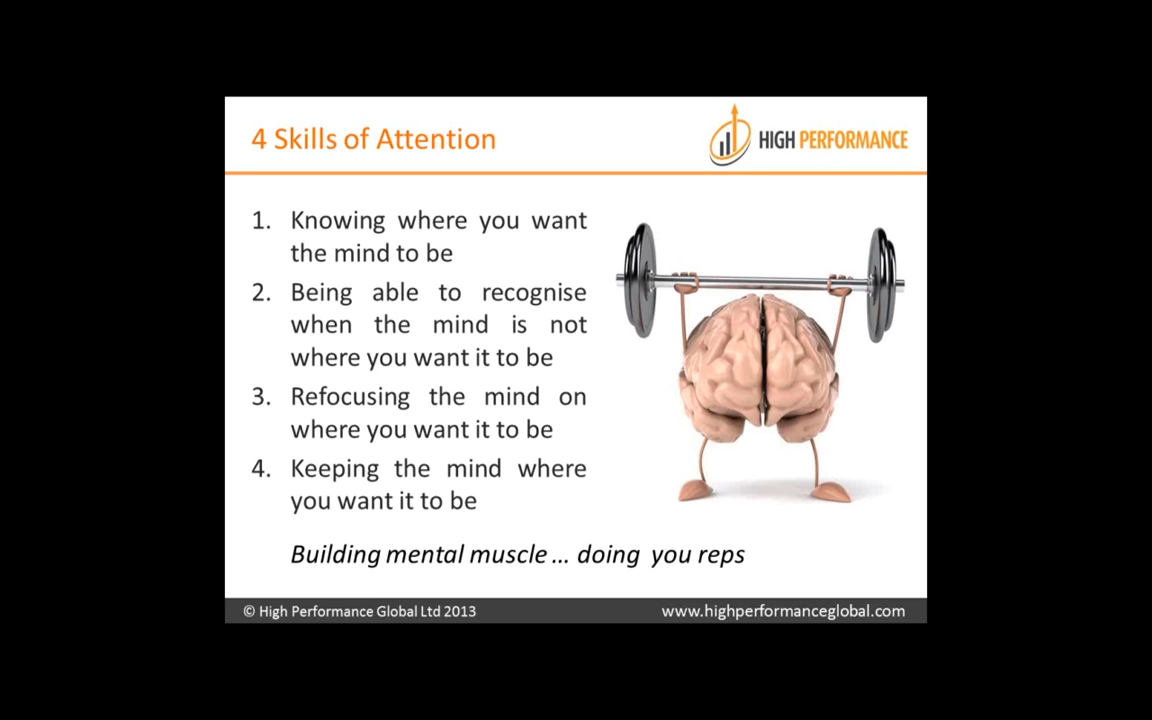 4 Skills of Attention
HIGH PERFORMANCE
1. Knowing where you want
the mind to be
2. Being able to recognise
when the mind is not
where you want it to be
3. Refocusing the mind on
where you want it to be
4. Keeping the mind where
you want it to be
Building mental muscle ... doing you reps
© High Performance Global Ltd 2013
www.highperformanceglobal.com